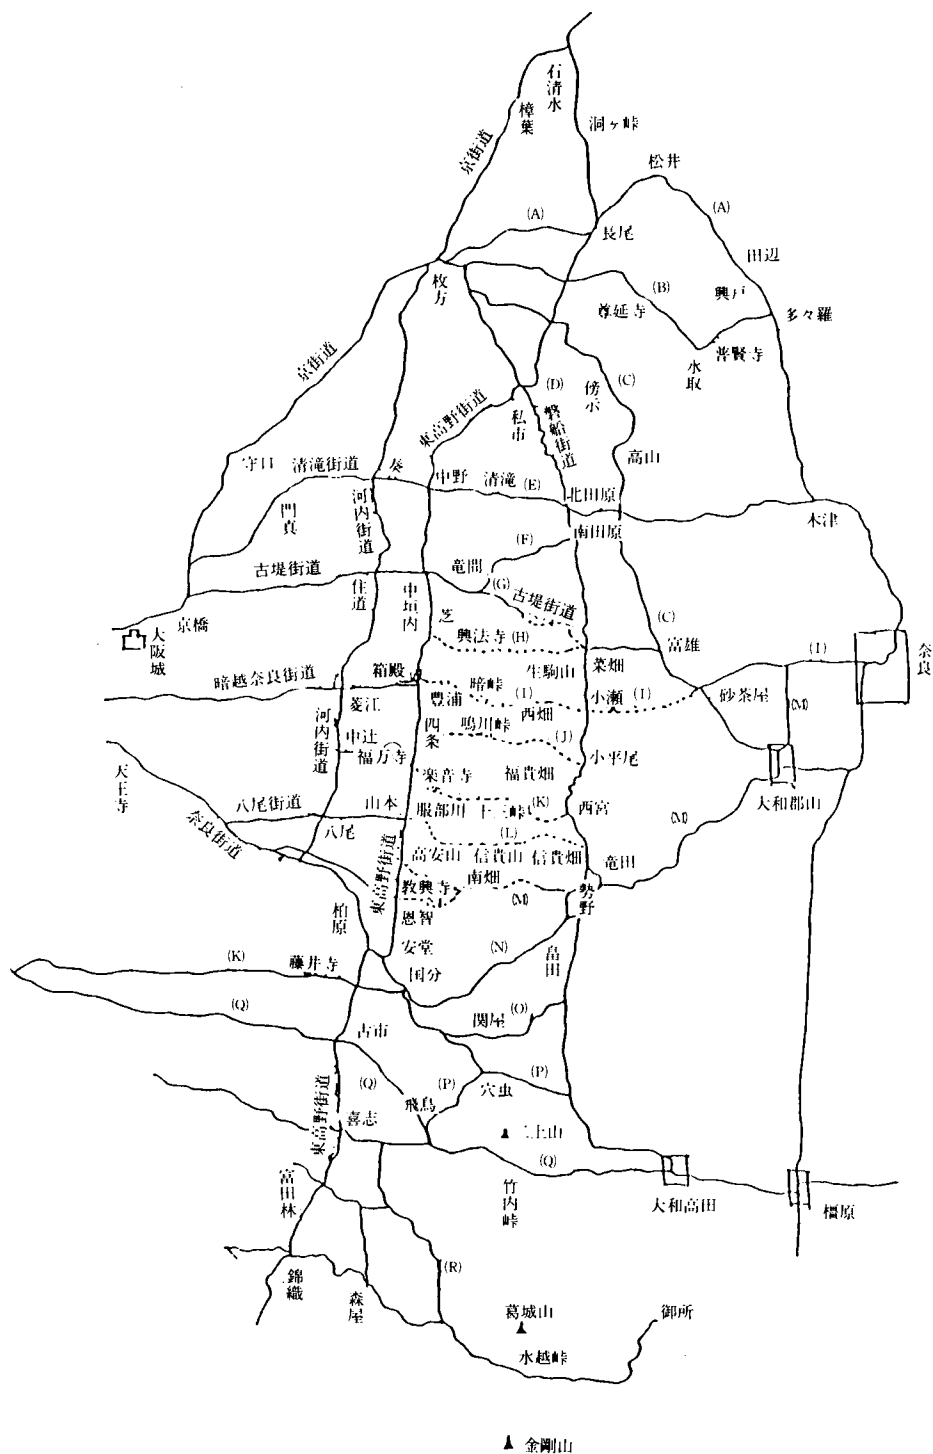 石清水
樟葉
洞ヶ峠
京街道
松井
(A)
(A)
長尾
田辺
枚方
(B)
興戸
尊延寺
多々羅
普賢寺
水取
京街道
(D)
傍示
(C)
東高野街道
私市
磐船街道
高山
守口
清滝街道
中野
清滝
(E)
北田原
門真
河内街道
木津
南田原
(F)
竜間
古堤街道
(G)
住道
中垣内
古堤街道
芝
京橋
大阪城
興法寺
(H)
(C)
富雄
(I)
奈良
生駒山
菜畑
箱殿
暗峠
暗越奈良街道
豊浦
(I)
小瀬
(I)
砂茶屋
(M)
菱江
西畑
四条
鳴川峠
河内街道
中辻
(J)
福万寺
小平尾
天王寺
楽音寺
福貴畑
大和郡山
八尾街道
山本
服部川
十三峠
(K)
西宮
(M)
奈良街道
八尾
(L)
高安山
信貴山
信貴畑
竜田
東高野街道
南畑
教興寺
(M)
勢野
柏原
恩智
安堂
(N)
畠田
(K)
藤井寺
国分
(Q)
関屋
(O)
古市
(Q)
(P)
穴虫
(P)
東高野街道
飛鳥
喜志
二上山
(Q)
富田林
竹内峠
大和高田
橿原
(R)
錦織
森屋
葛城山
御所
水越峠
金剛山